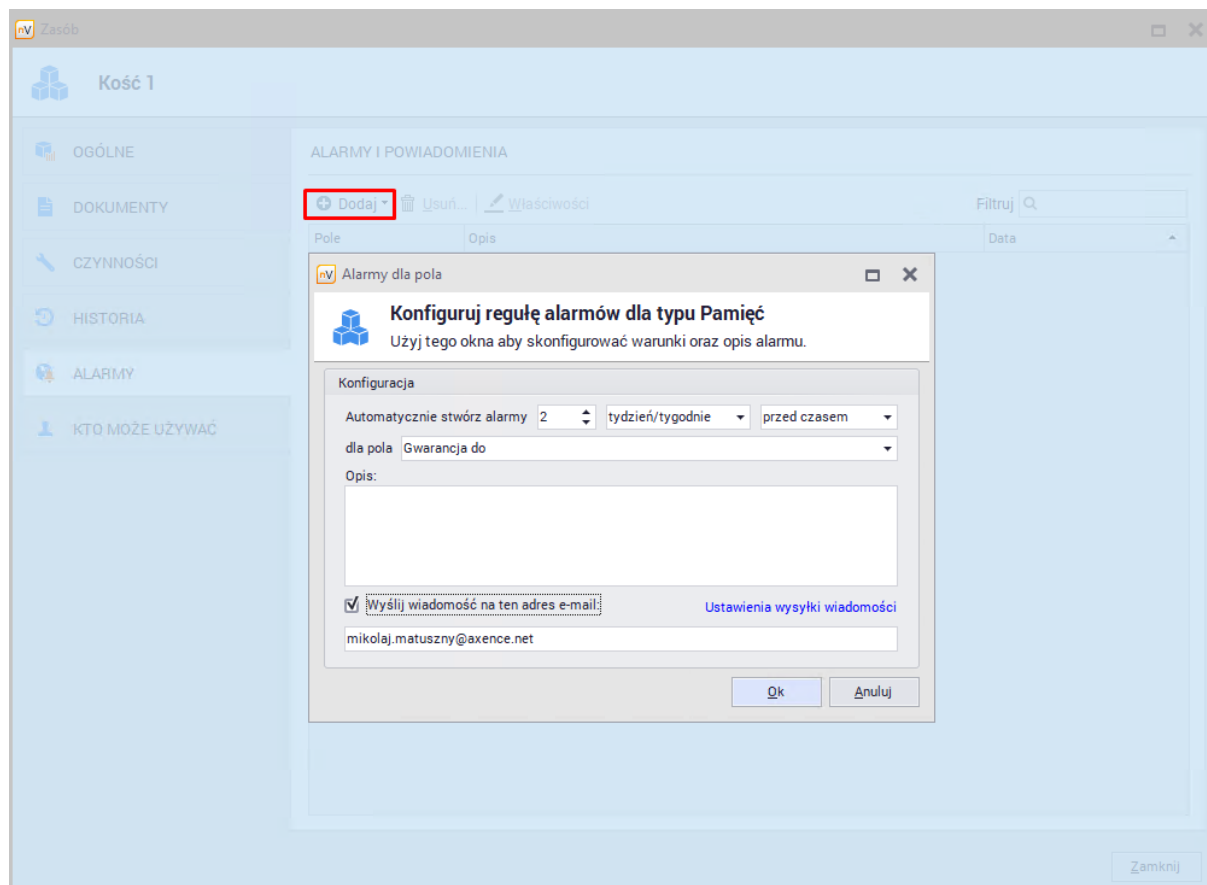 nV Zasób
Kość 1
OGÓLNE
DOKUMENTY
CZYNNOŚCI
HISTORIA
ALARMY
KTO MOŻE UŻYWAĆ
ALARMY I POWIADOMIENIA
Dodaj Usuń... Właściwości Filtruj
Pole Opis Data
nV Alarmy dla pola
Konfiguruj regułę alarmów dla typu Pamięć
Użyj tego okna aby skonfigurować warunki oraz opis alarmu.
Konfiguracja
Automatycznie stwórz alarmy 2 tydzień/tygodnie przed czasem
dla pola Gwarancja do
Opis:
Wyślij wiadomość na ten adres e-mail: Ustawienia wysyłki wiadomości
mikolaj.matuszny@axence.net
Ok Anuluj
Zamknij